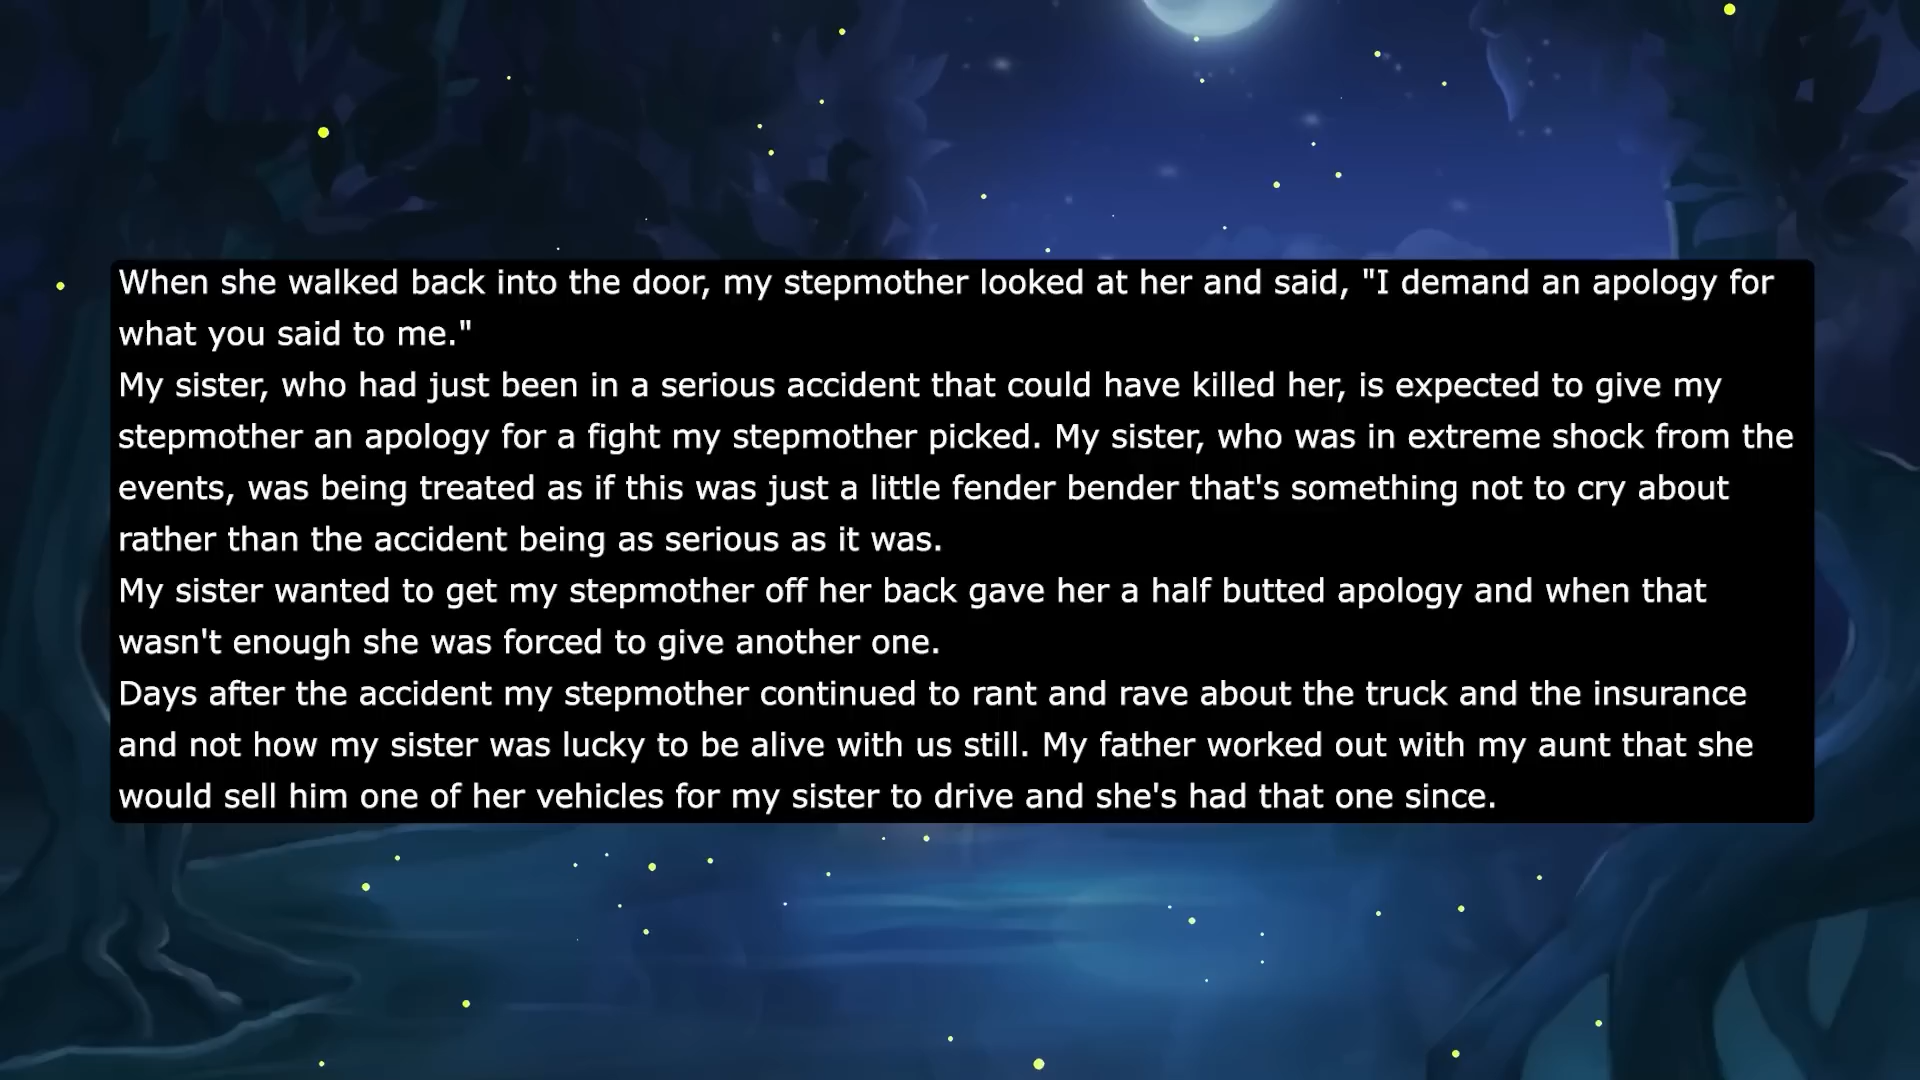 When she walked back into the door, my stepmother looked at her and said, "I demand an apology for
what you said to me."
My sister, who had just been in a serious accident that could have killed her, is expected to give my
stepmother an apology for a fight my stepmother picked. My sister, who was in extreme shock from the
events, was being treated as if this was just a little fender bender that's something not to cry about
rather than the accident being as serious as it was.
My sister wanted to get my stepmother off her back gave her a half butted apology and when that
wasn't enough she was forced to give another one.
Days after the accident my stepmother continued to rant and rave about the truck and the insurance
and not how my sister was lucky to be alive with us still. My father worked out with my aunt that she
would sell him one of her vehicles for my sister to drive and she's had that one since.